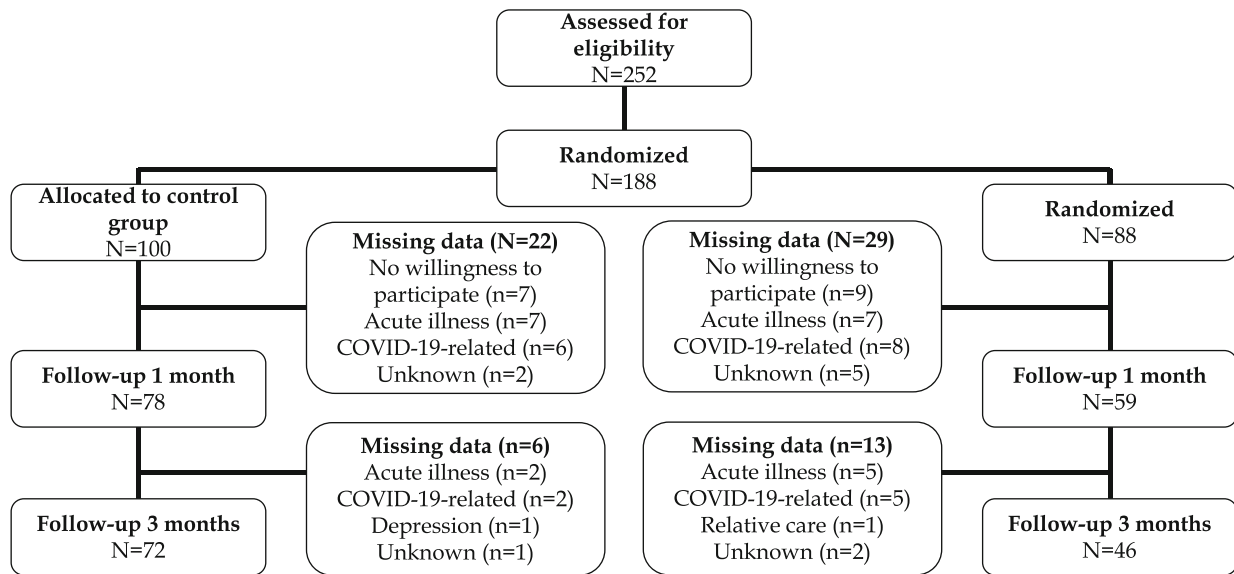 Assessed for
eligibility
N=252
Randomized
N=188
Allocated to control
group
N=100
Randomized
N=88
Missing data (N=22)
No willingness to
participate (n=7)
Acute illness (n=7)
COVID-19-related (n=6)
Unknown (n=2)
Missing data (N=29)
No willingness to
participate (n=9)
Acute illness (n=7)
COVID-19-related (n=8)
Unknown (n=5)
Follow-up 1 month
N=78
Follow-up 1 month
N=59
Missing data (n=6)
Acute illness (n=2)
COVID-19-related (n=2)
Depression (n=1)
Unknown (n=1)
Missing data (n=13)
Acute illness (n=5)
COVID-19-related (n=5)
Relative care (n=1)
Unknown (n=2)
Follow-up 3 months
N=72
Follow-up 3 months
N=46